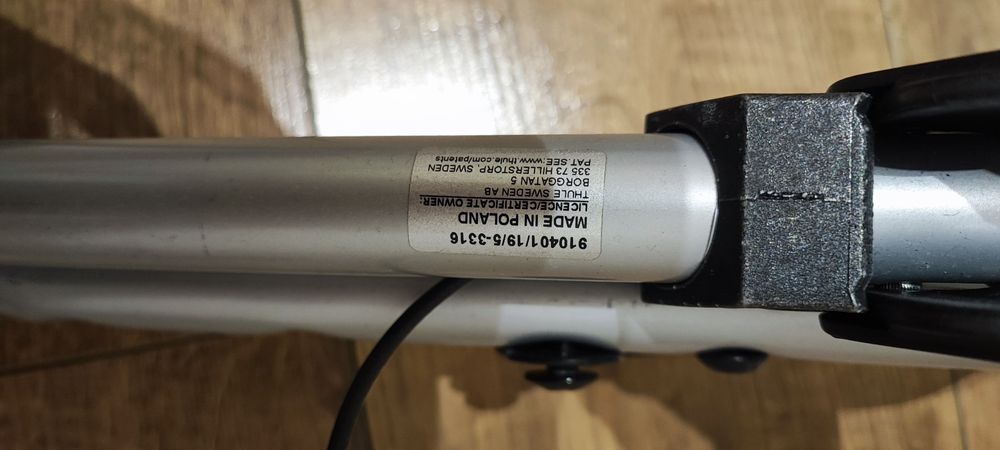 910401/19/5-3316
MADE IN POLAND
LICENCE/CERTIFICATE OWNER:
THULE SWEDEN AB
BORGGATAN 5
335 73 HILLERSTORP, SWEDEN
PAT.SEE:www.thule.com/patents